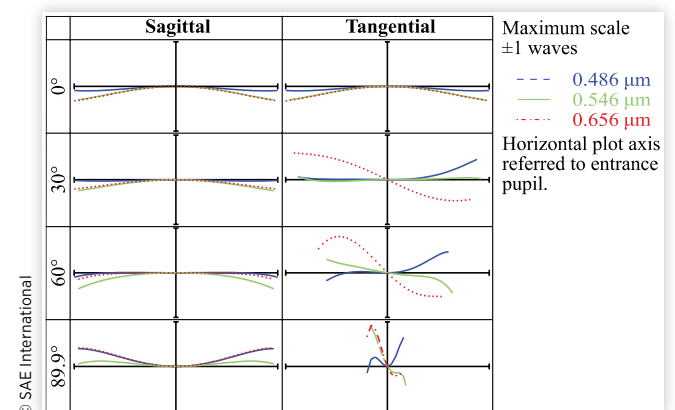 Sagittal
Tangential
Maximum scale
±1 waves
0.486 µm
0.546 µm
0.656 µm
Horizontal plot axis
referred to entrance
pupil.
0°
30°
60°
89.9°
© SAE International